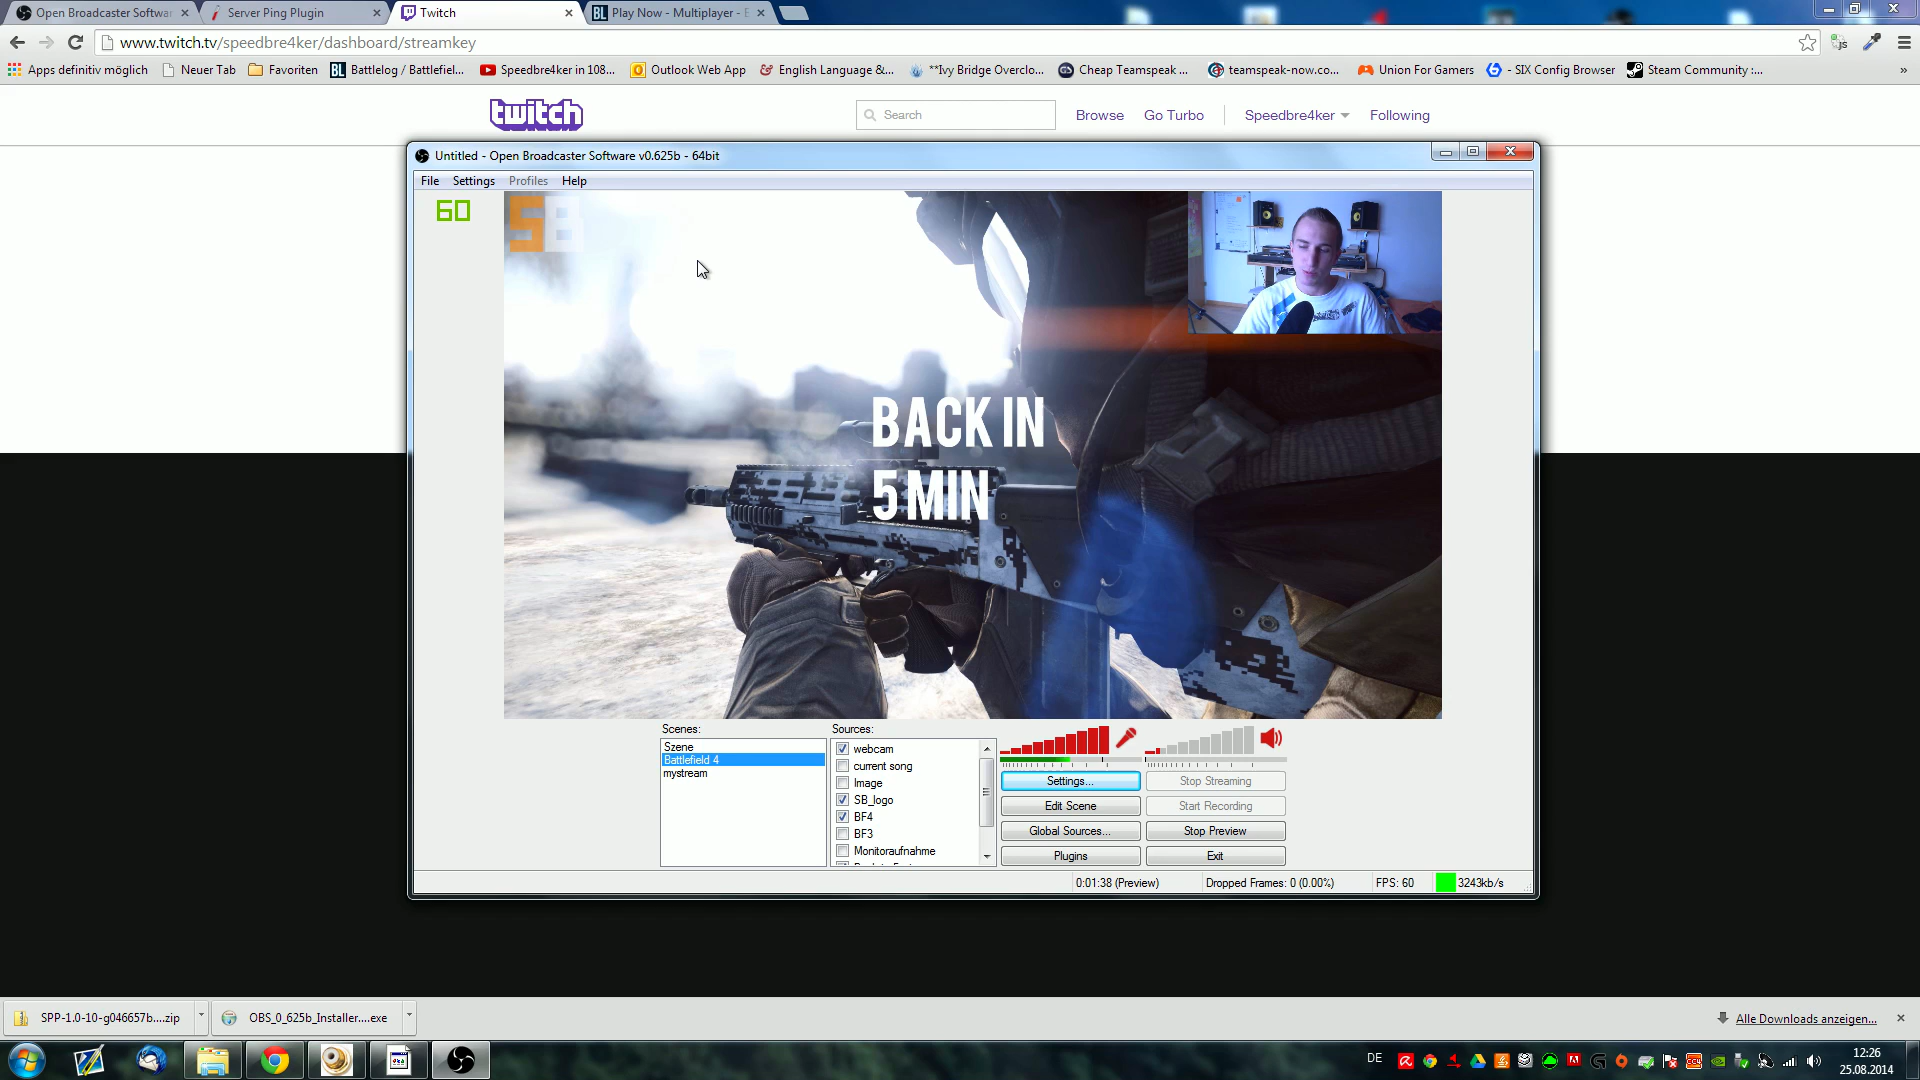 Open Broadcaster Softwar
Server Ping Plugin
Twitch
BL Play Now - Multiplayer - B
www.twitch.tv/speedbre4ker/dashboard/streamkey
Apps definitiv möglich
Neuer Tab
Favoriten
BL Battlelog / Battlefiel...
Speedbre4ker in 108...
Outlook Web App
English Language &...
**Ivy Bridge Overclo...
Cheap Teamspeak ...
teamspeak-now.co...
Union For Gamers
- SIX Config Browser
Steam Community :...
»
twitch
Search
Browse
Go Turbo
Speedbre4ker
Following
Untitled - Open Broadcaster Software v0.625b - 64bit
File Settings Profiles Help
60
SB
BACK IN
5 MIN
Scenes:
Szene
Battlefield 4
mystream
Sources:
webcam
current song
Image
SB_logo
BF4
BF3
Monitoraufnahme
Settings...
Stop Streaming
Edit Scene
Start Recording
Global Sources...
Stop Preview
Plugins
Exit
0:01:38 (Preview)
Dropped Frames: 0 (0.00%)
FPS: 60
3243kb/s
SPP-1.0-10-g046657b....zip
OBS_0_625b_Installer....exe
Alle Downloads anzeigen...
DE
12:26
25.08.2014